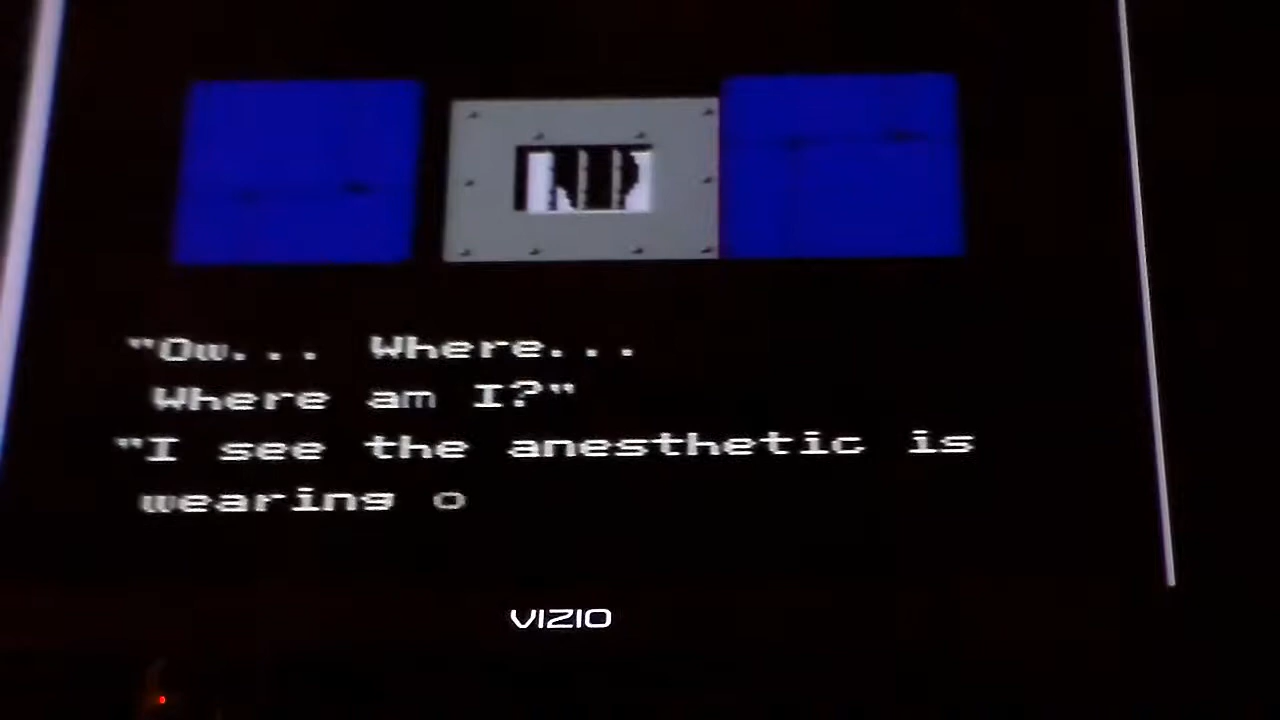 "Ow... Where...
Where am I?"
"I see the anesthetic is
wearing o
VIZIO